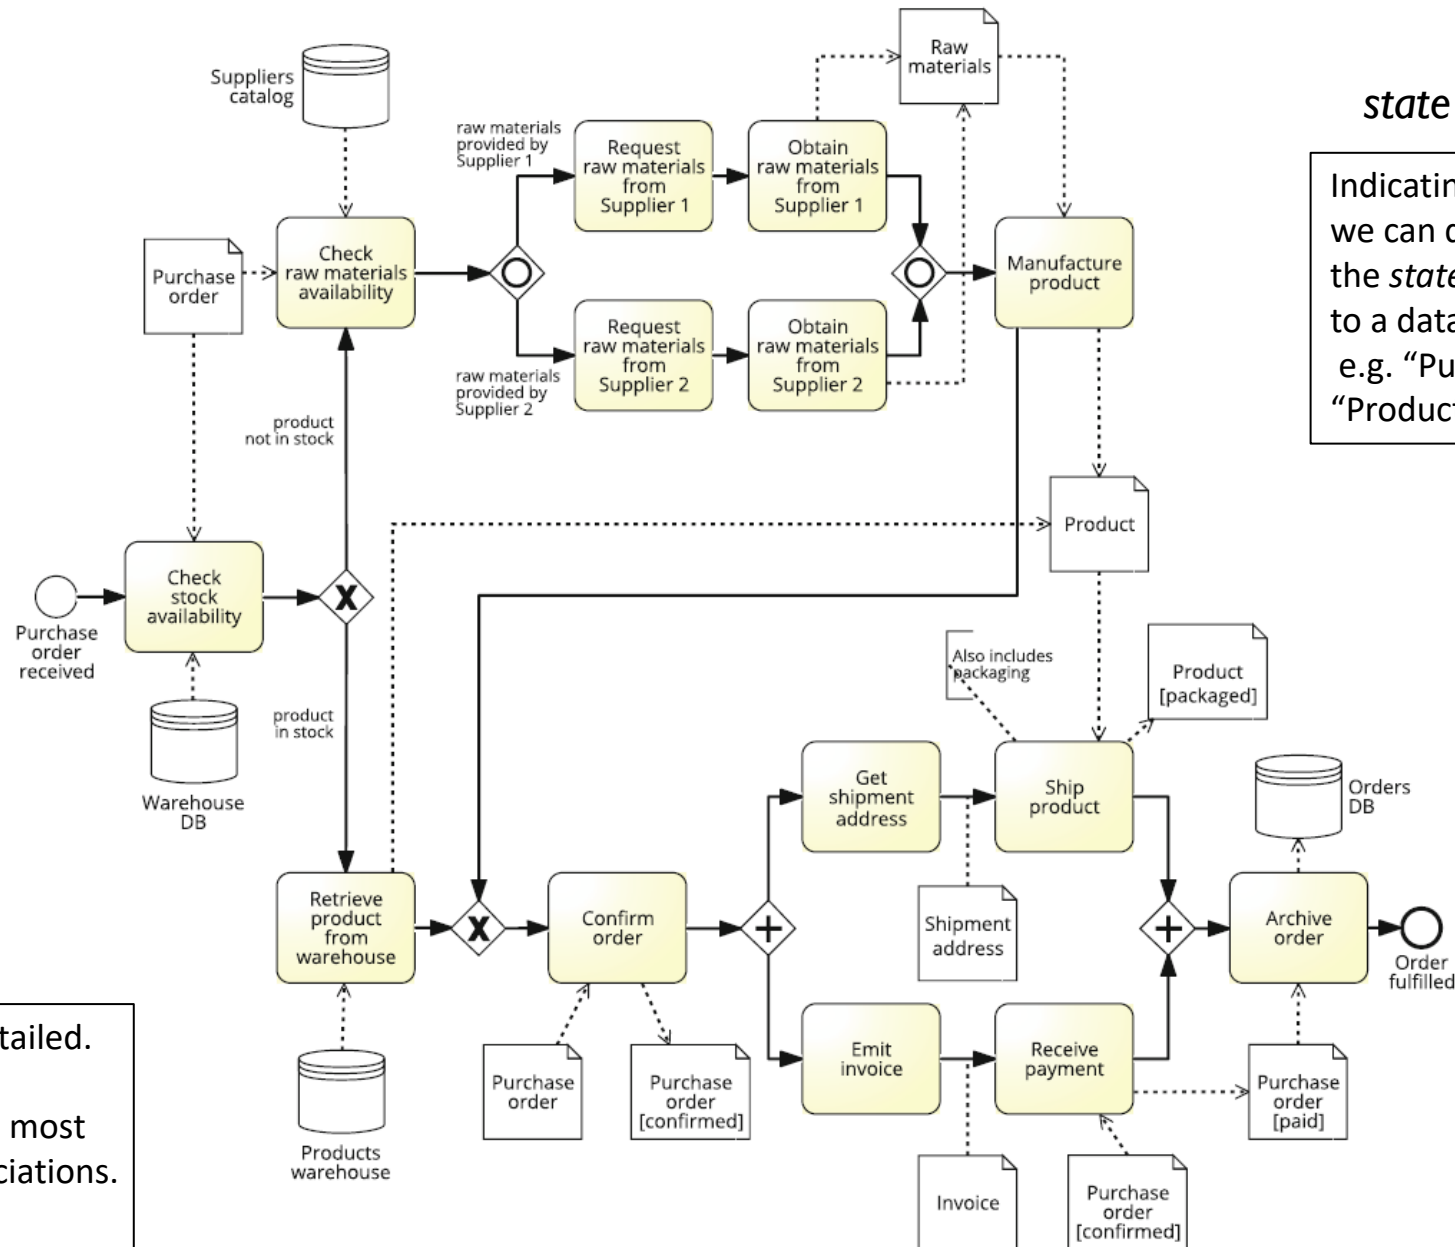 Raw
materials
Suppliers
catalog
state
raw materials
provided by
Supplier 1
Request
raw materials
from
Supplier 1
Obtain
raw materials
from
Supplier 1
Indicatin
we can d
the state
to a data
e.g. “Pu
“Product
Purchase
order
Check
raw materials
availability
Manufacture
product
Request
raw materials
from
Supplier 2
Obtain
raw materials
from
Supplier 2
raw materials
provided by
Supplier 2
product
not in stock
Product
Check
stock
availability
X
Purchase
order
received
Also includes
packaging
Product
[packaged]
product
in stock
Warehouse
DB
Get
shipment
address
Ship
product
Orders
DB
Retrieve
product
from
warehouse
X
Confirm
order
Shipment
address
Archive
order
Order
fulfilled
tailed.
most
ciations.
Products
warehouse
Purchase
order
Purchase
order
[confirmed]
Emit
invoice
Receive
payment
Purchase
order
[paid]
Invoice
Purchase
order
[confirmed]